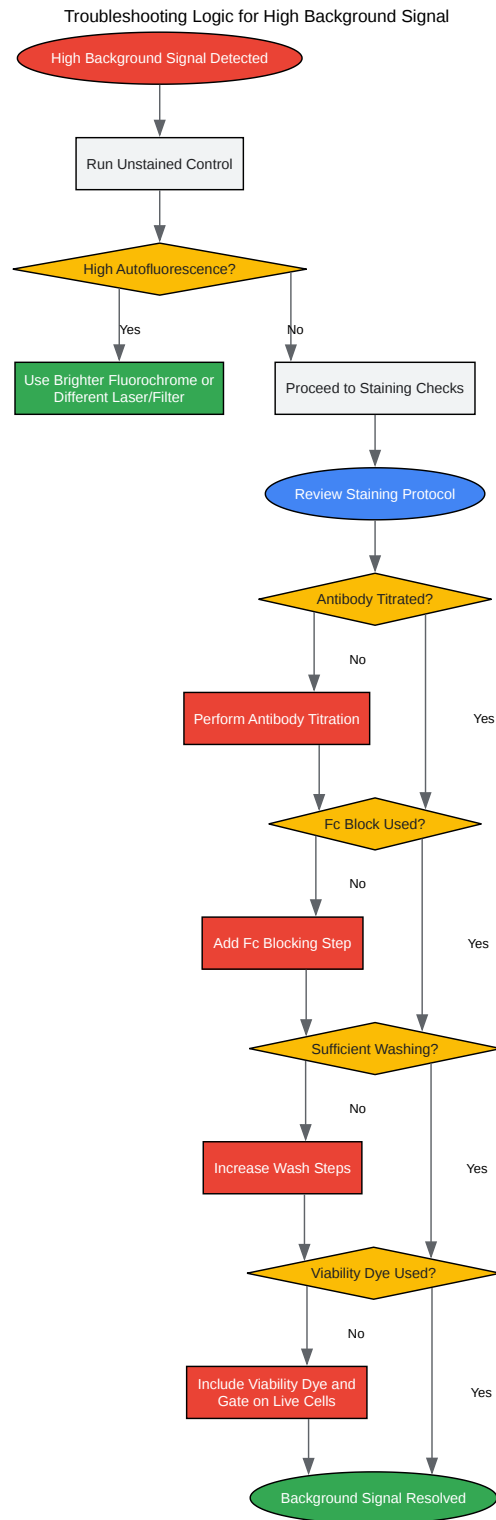 Troubleshooting Logic for High Background Signal
High Background Signal Detected
Run Unstained Control
High Autofluorescence?
Yes
No
Use Brighter Fluorochrome or
Different Laser/Filter
Proceed to Staining Checks
Review Staining Protocol
Antibody Titrated?
No
Perform Antibody Titration
Yes
Fc Block Used?
No
Add Fc Blocking Step
Yes
Sufficient Washing?
No
Increase Wash Steps
Yes
Viability Dye Used?
No
Include Viability Dye and
Gate on Live Cells
Yes
Background Signal Resolved